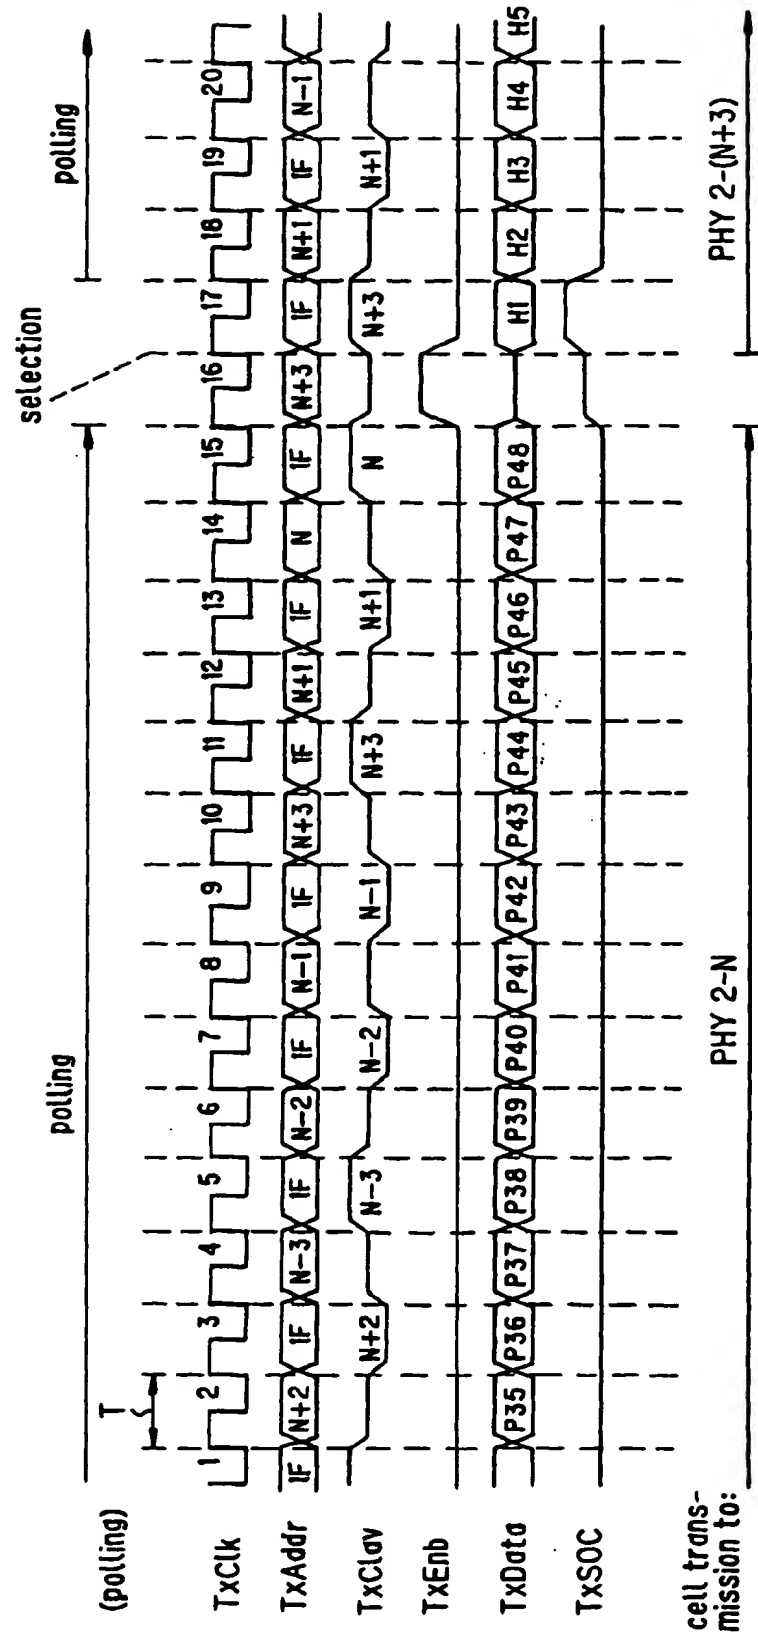 (polling) polling selection polling
T
TxClk 1 2 3 4 5 6 7 8 9 10 11 12 13 14 15 16 17 18 19 20
TxAddr 1F N+2 1F N-3 1F N-2 1F N-1 1F N+3 1F N+1 1F N 1F N+3 1F N+1 1F N-1
TxClav N+2 N-3 N-2 N-1 N+3 N+1 N N+3 N+1
TxEnb
TxData P35 P36 P37 P38 P39 P40 P41 P42 P43 P44 P45 P46 P47 P48 H1 H2 H3 H4 H5
TxSOC
cell trans-
mission to: PHY 2-N PHY 2-(N+3)